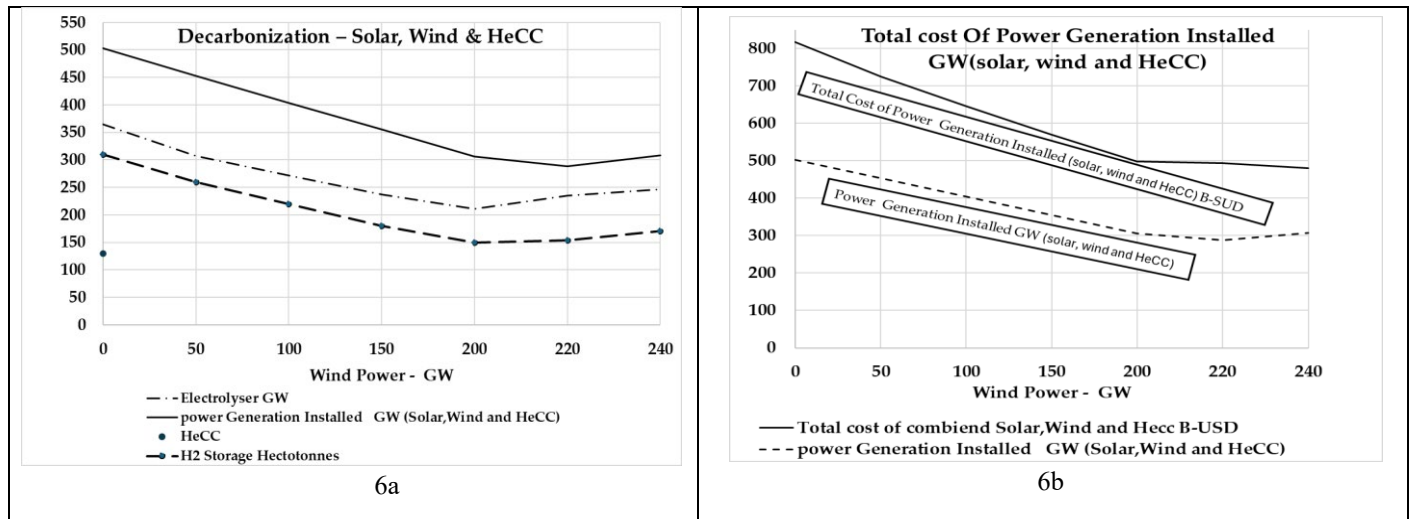 Decarbonization – Solar, Wind & HeCC
550
500
450
400
350
300
250
200
150
100
50
0
0 50 100 150 200 220 240
Wind Power - GW
Electrolyser GW
power Generation Installed GW (Solar,Wind and HeCC)
HeCC
H2 Storage Hectotonnes
6a
Total cost Of Power Generation Installed
GW(solar, wind and HeCC)
800
700
600
500
400
300
200
100
0
Total Cost of Power Generation Installed (solar, wind and HeCC) B-SUD
Power Generation Installed GW (solar, wind and HeCC)
0 50 100 150 200 220 240
Wind Power - GW
Total cost of combiend Solar,Wind and Hecc B-USD
power Generation Installed GW (Solar,Wind and HeCC)
6b